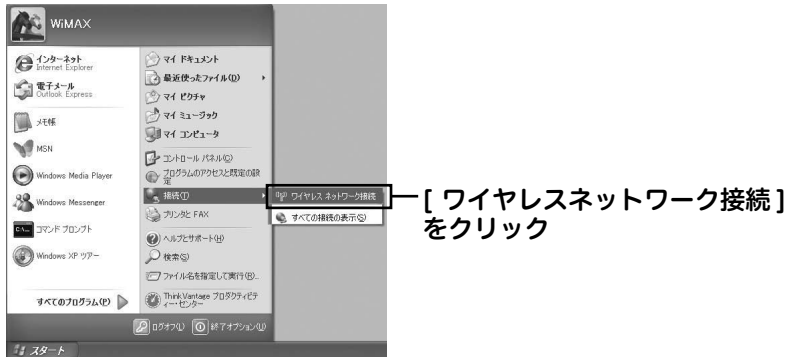 WiMAX
インターネット
Internet Explorer
電子メール
Outlook Express
メモ帳
MSN
Windows Media Player
Windows Messenger
コマンド プロンプト
Windows XP ツアー
すべてのプログラム(P)
マイ ドキュメント
最近使ったファイル(D)
マイ ピクチャ
マイ ミュージック
マイ コンピュータ
コントロール パネル(C)
プログラムのアクセスと既定の設
定
接続(T)
プリンタと FAX
ヘルプとサポート(H)
検索(S)
ファイル名を指定して実行(R)...
ThinkVantage プロダクティビテ
ィー・センター
ワイヤレス ネットワーク接続
すべての接続の表示(S)
[ ワイヤレスネットワーク接続 ]
をクリック
ログオフ(L)
終了オプション(U)
スタート